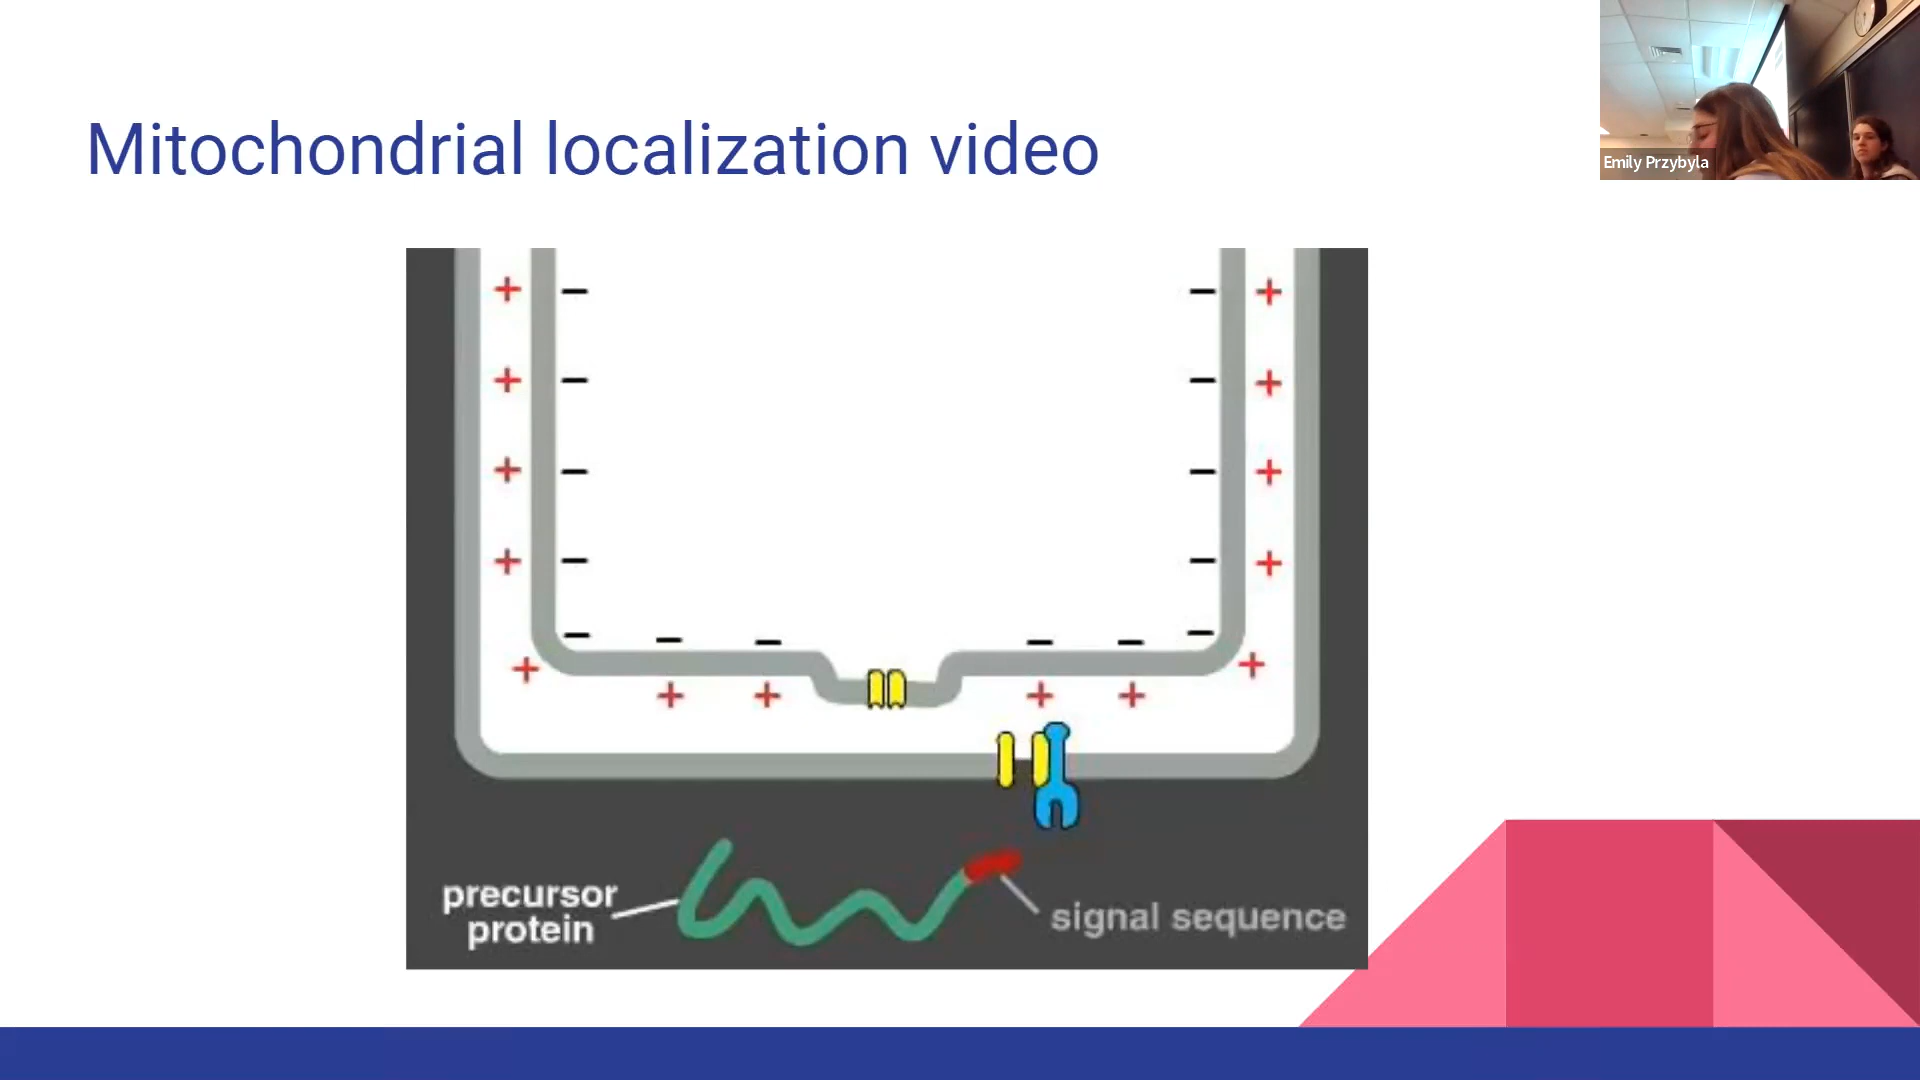 Mitochondrial localization video
Emily Przybyla
precursor
protein
signal sequence